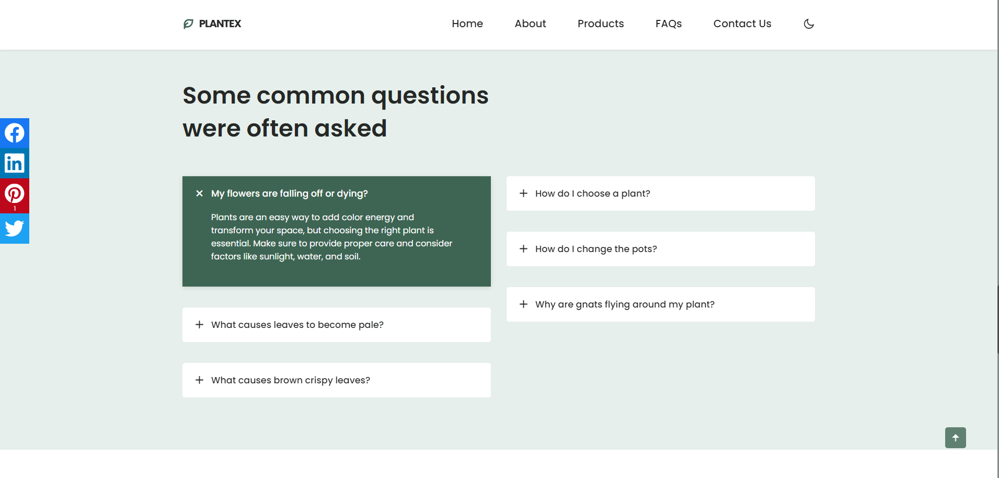 PLANTEX
Home
About
Products
FAQs
Contact Us
Some common questions
were often asked
in
1
My flowers are falling off or dying?
Plants are an easy way to add color energy and
transform your space, but choosing the right plant is
essential. Make sure to provide proper care and consider
factors like sunlight, water, and soil.
What causes leaves to become pale?
What causes brown crispy leaves?
How do I choose a plant?
How do I change the pots?
Why are gnats flying around my plant?